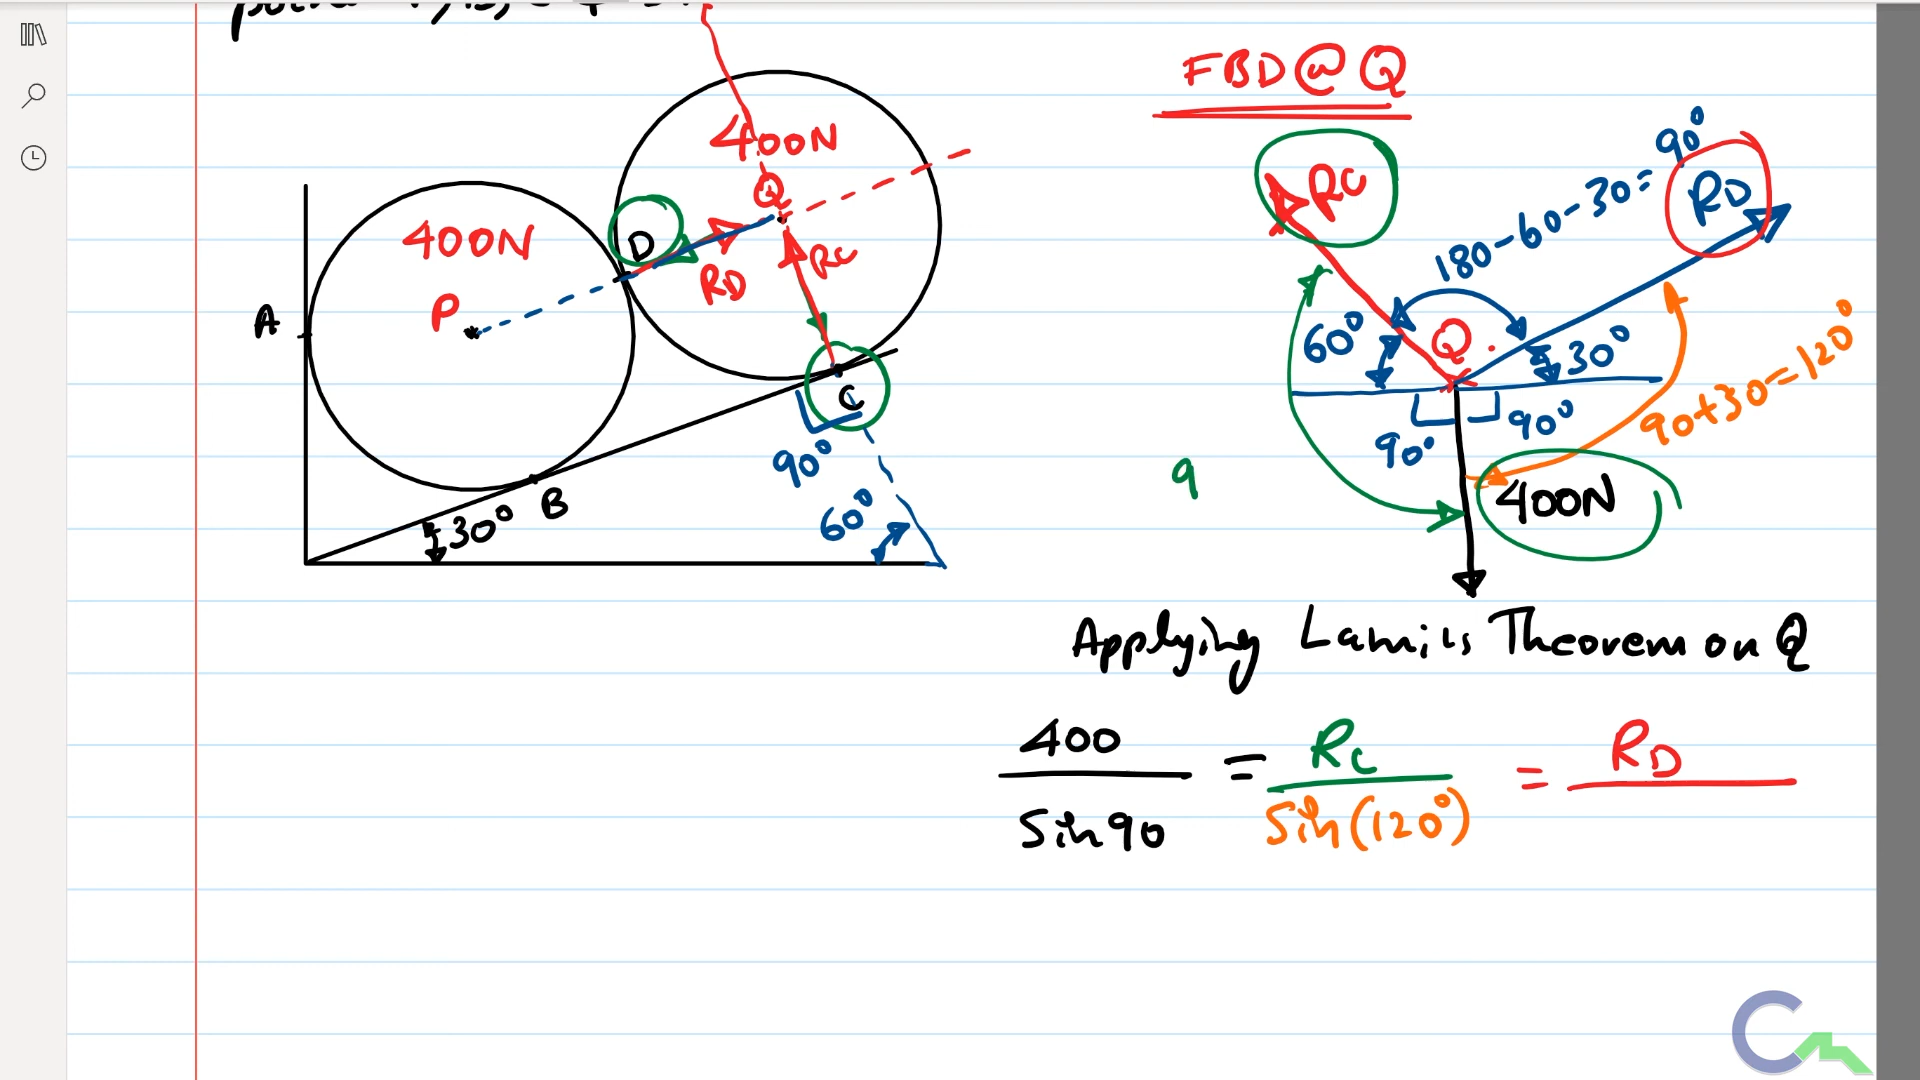 FBD@Q
400N
Q
D
RD
RC
400N
P
A
C
90°
60°
B
30°
RC
RD
180-60-30=90°
60°
Q
30°
90°
90°
90+30=120°
400N
9
Applying Lami's Theorem on Q
400/Sin90 = RC/Sin(120°) = RD